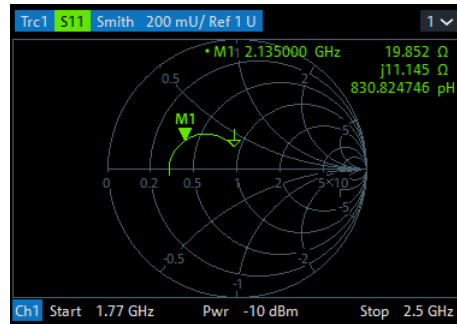 Trc1 S11 Smith 200 mU/ Ref 1 U 1
• M1 2.135000 GHz 19.852 Ω
j11.145 Ω
830.824746 pH
0.5 2
M1
5
0 0.2 0.5 1 2 5 10
-5
-0.5 -2
-1
Ch1 Start 1.77 GHz Pwr -10 dBm Stop 2.5 GHz